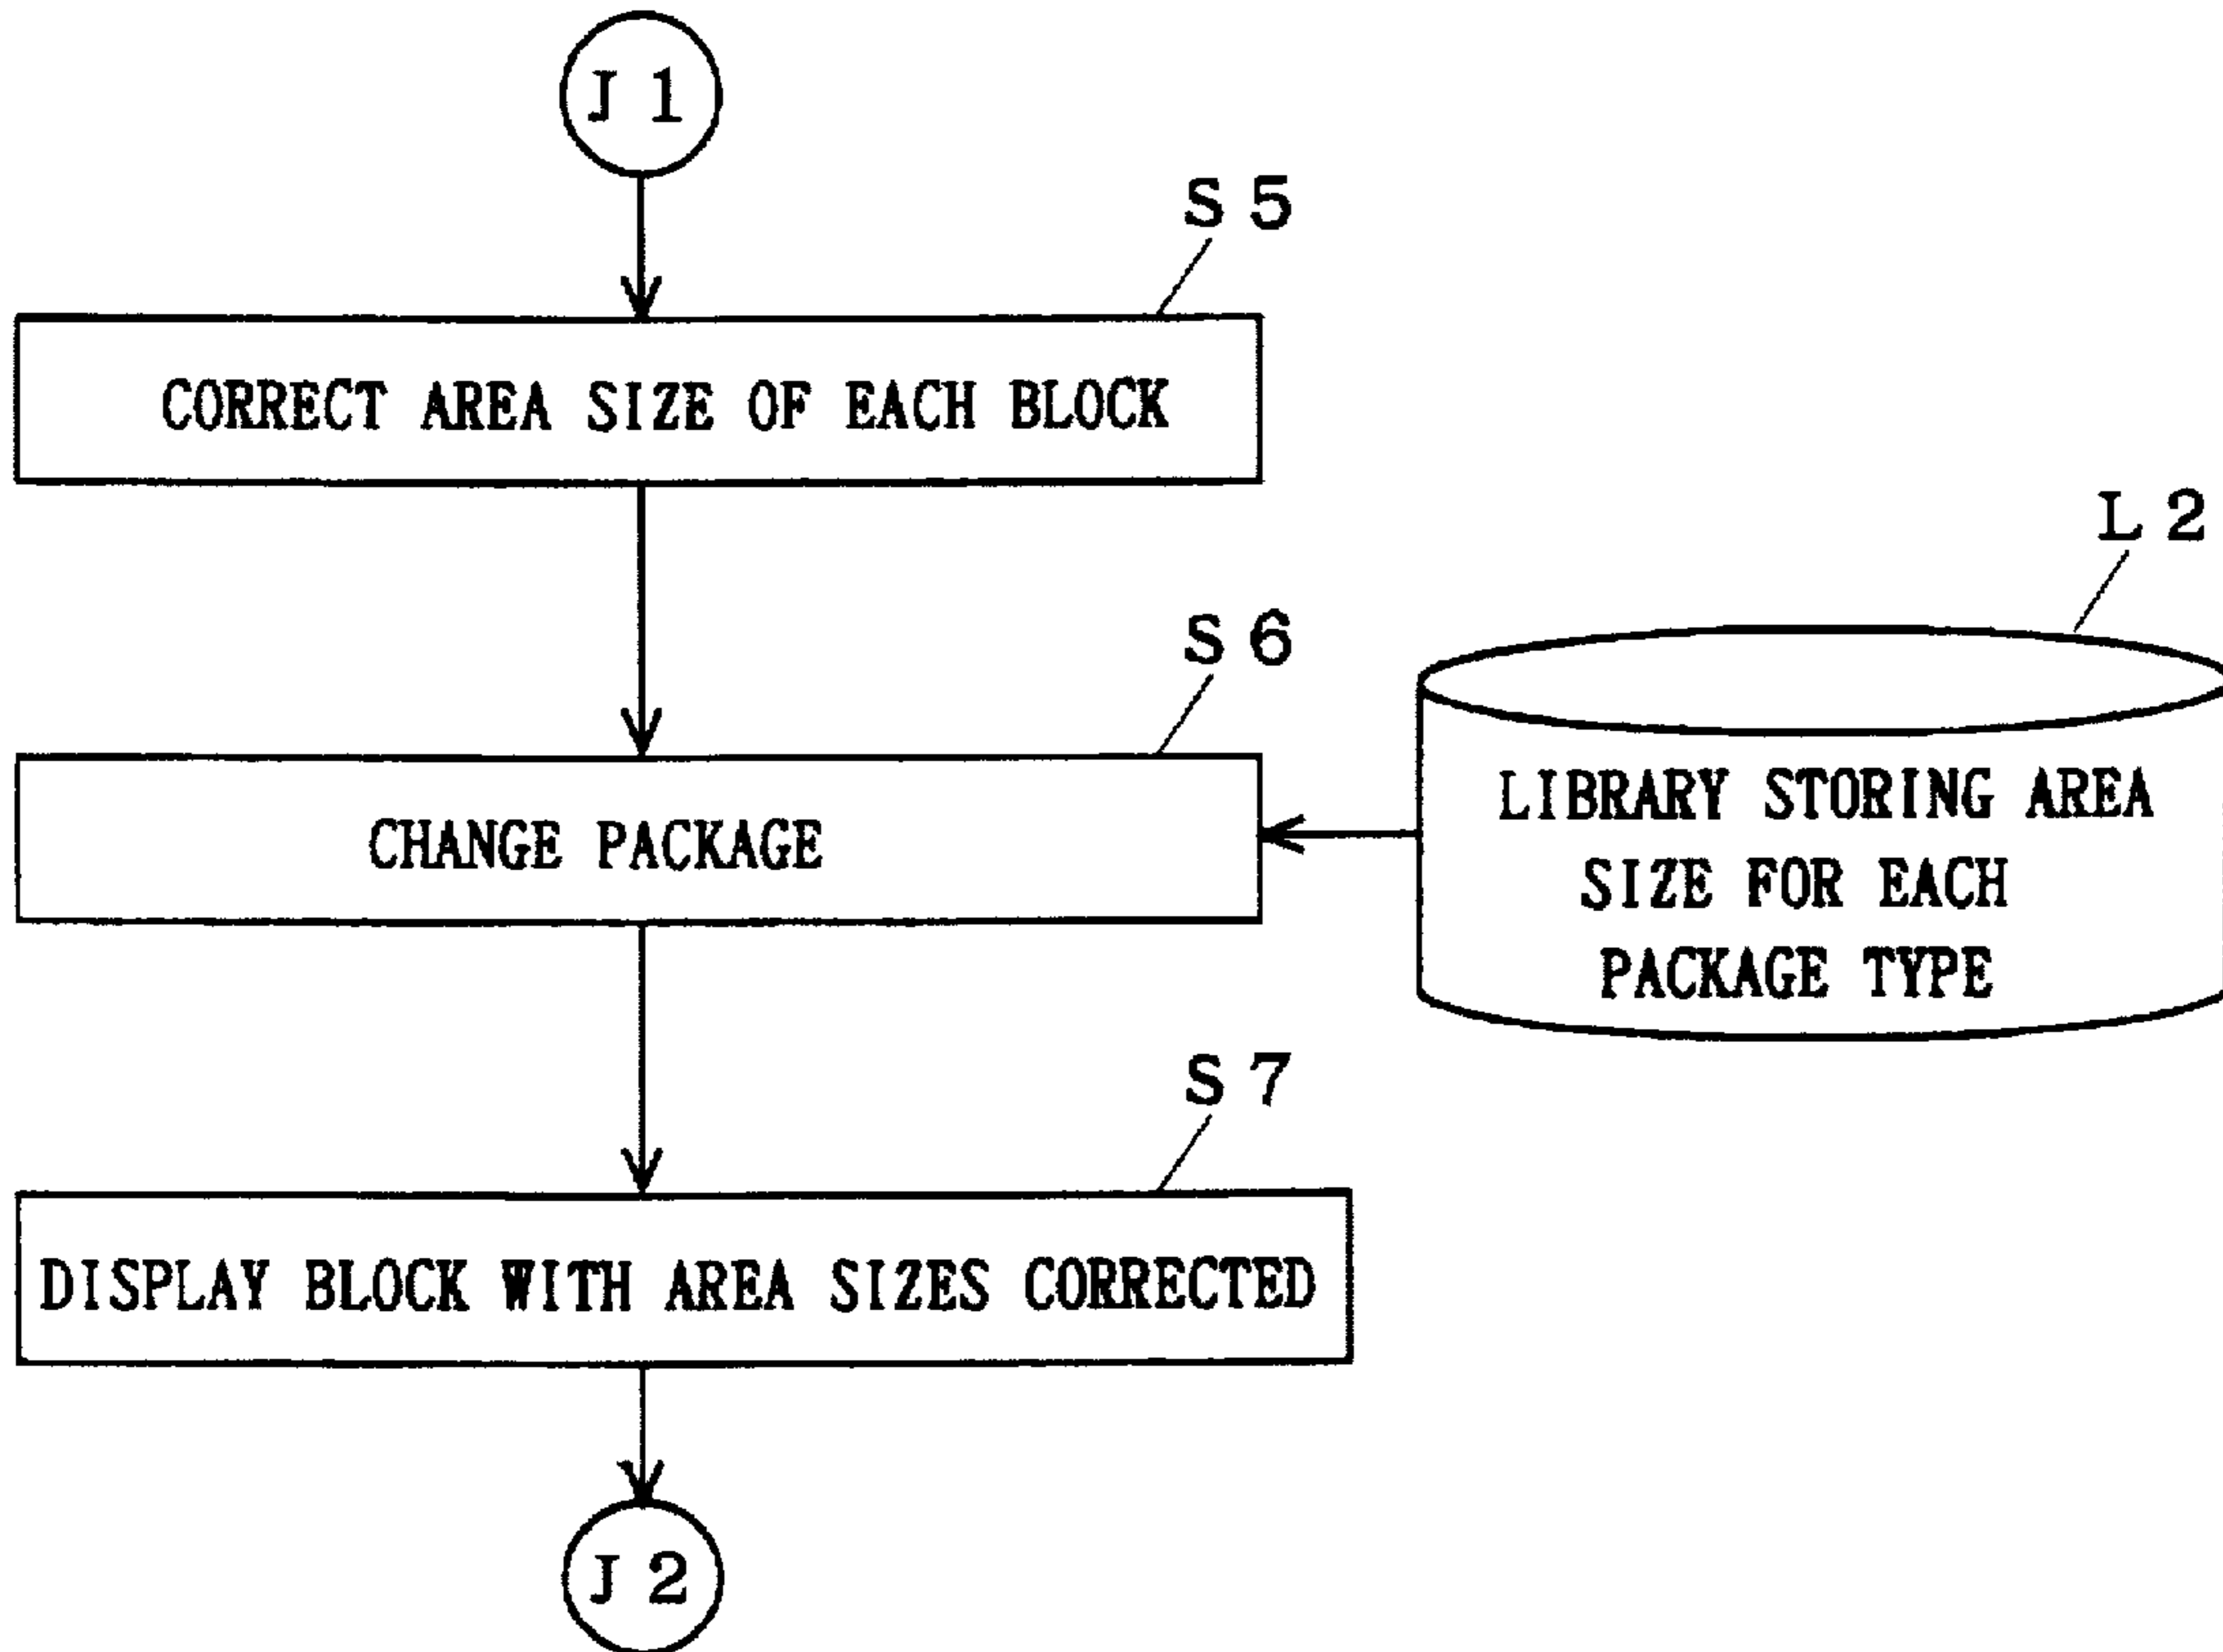 J 1
S 5
CORRECT AREA SIZE OF EACH BLOCK
L 2
S 6
CHANGE PACKAGE
LIBRARY STORING AREA
SIZE FOR EACH
PACKAGE TYPE
S 7
DISPLAY BLOCK WITH AREA SIZES CORRECTED
J 2